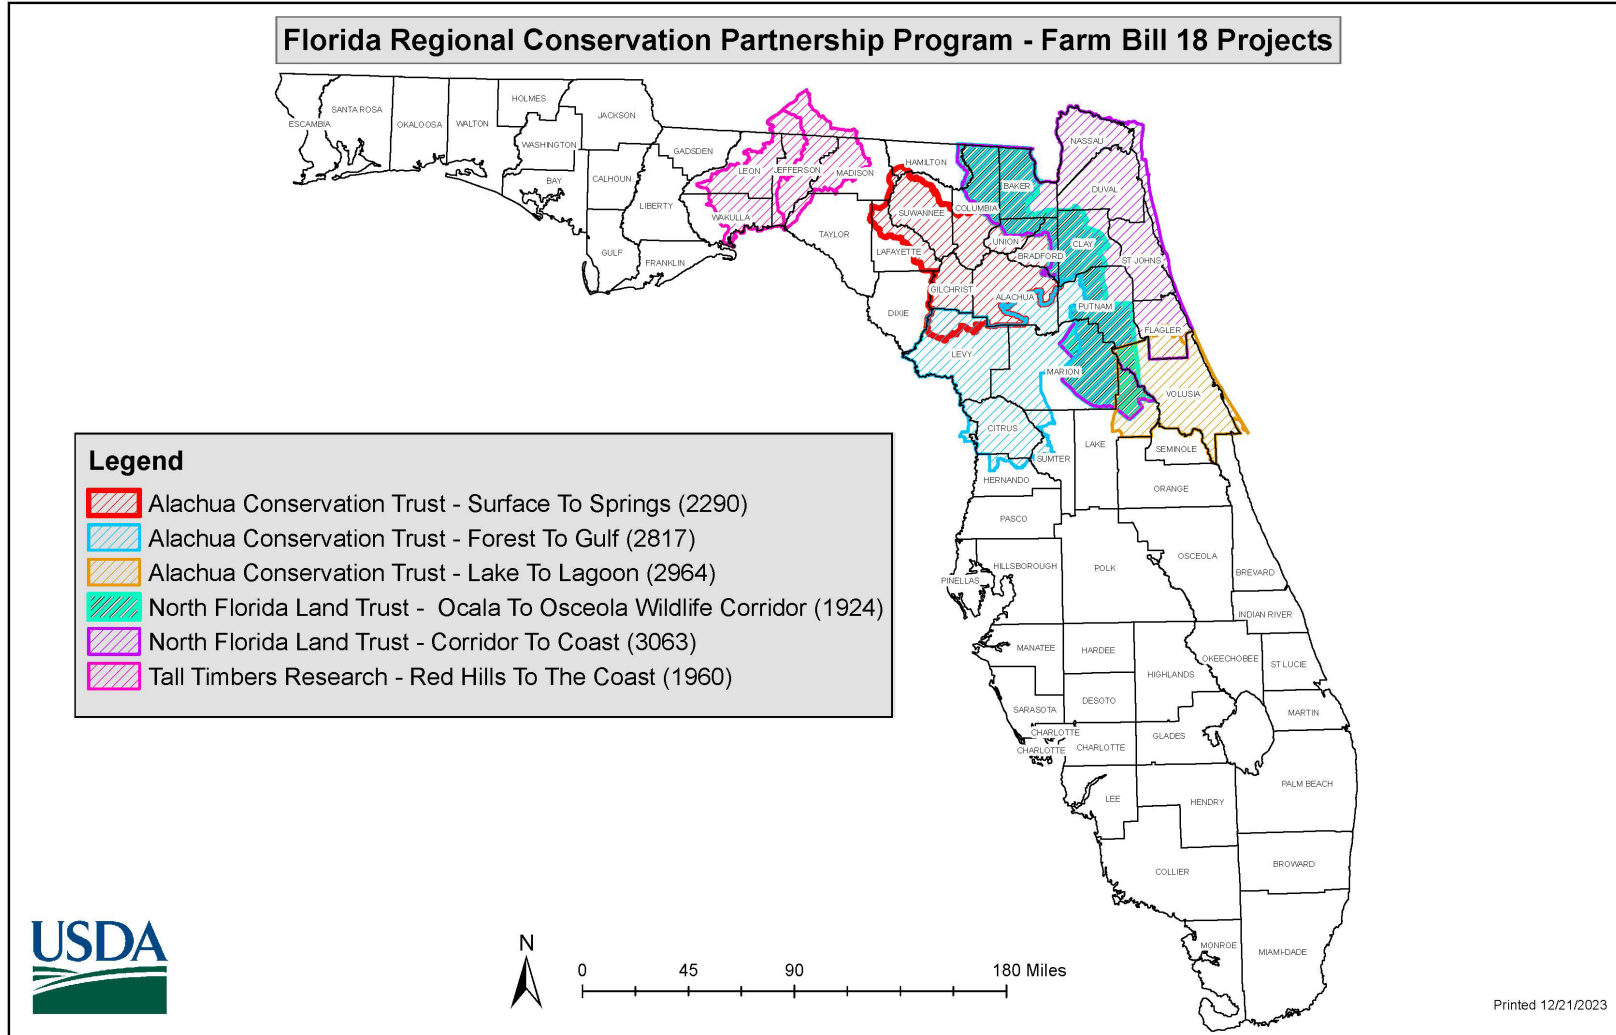 Florida Regional Conservation Partnership Program - Farm Bill 18 Projects
HOLMES
SANTA ROSA
JACKSON
ESCAMBIA
OKALOOSA
WALTON
WASHINGTON
GADSDEN
NASSAU
HAMILTON
LEON
JEFFERSON
MADISON
BAY
CALHOUN
BAKER
DUVAL
LIBERTY
COLUMBIA
SUWANNEE
WAKULLA
TAYLOR
UNION
CLAY
LAFAYETTE
BRADFORD
ST JOHNS
GULF
FRANKLIN
GILCHRIST
ALACHUA
PUTNAM
DIXIE
FLAGLER
LEVY
MARION
VOLUSIA
CITRUS
LAKE
SEMINOLE
SUMTER
HERNANDO
ORANGE
PASCO
OSCEOLA
HILLSBOROUGH
POLK
BREVARD
PINELLAS
INDIAN RIVER
MANATEE
HARDEE
OKEECHOBEE
ST LUCIE
HIGHLANDS
DESOTO
SARASOTA
MARTIN
CHARLOTTE
GLADES
CHARLOTTE
CHARLOTTE
PALM BEACH
LEE
HENDRY
BROWARD
COLLIER
MONROE
MIAMI-DADE
Legend
Alachua Conservation Trust - Surface To Springs (2290)
Alachua Conservation Trust - Forest To Gulf (2817)
Alachua Conservation Trust - Lake To Lagoon (2964)
North Florida Land Trust - Ocala To Osceola Wildlife Corridor (1924)
North Florida Land Trust - Corridor To Coast (3063)
Tall Timbers Research - Red Hills To The Coast (1960)
USDA
N
0 45 90 180 Miles
Printed 12/21/2023